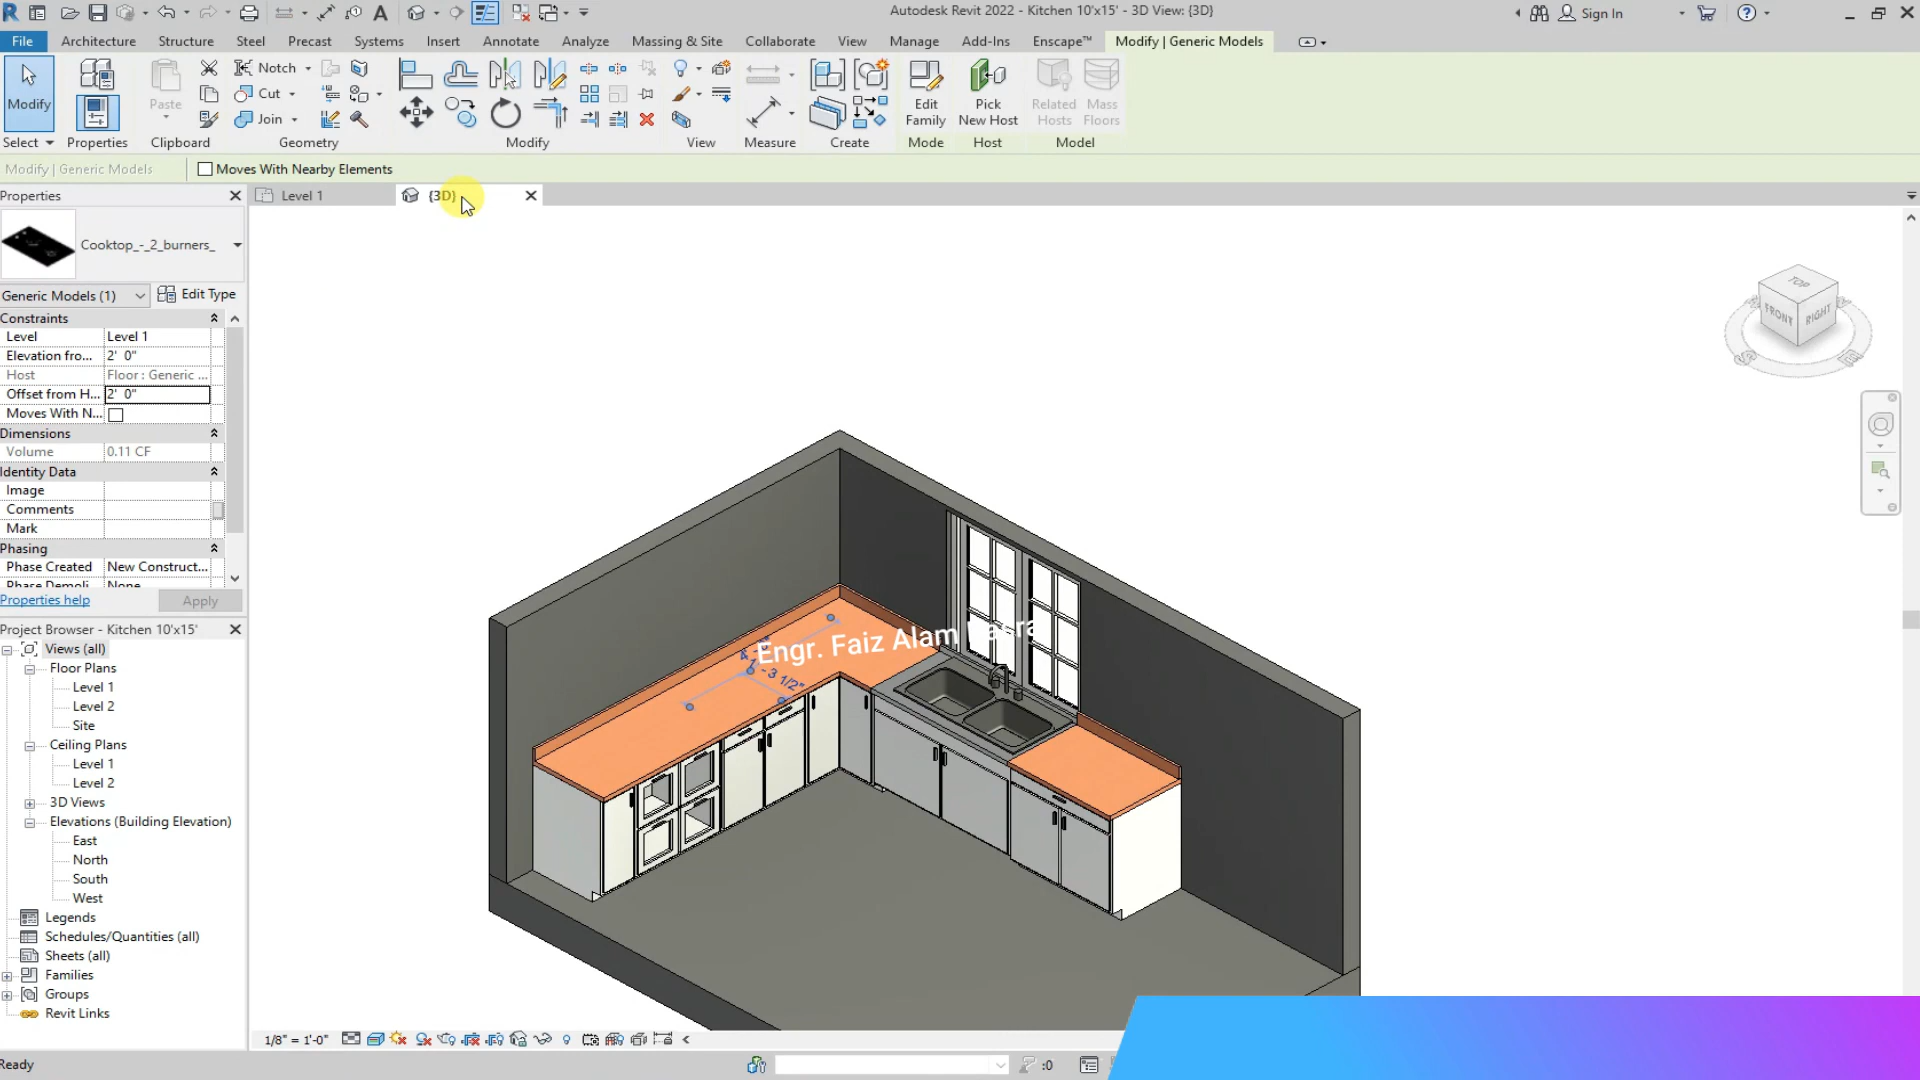 Autodesk Revit 2022 - Kitchen 10'x15' - 3D View: {3D}
Sign In
File Architecture Structure Steel Precast Systems Insert Annotate Analyze Massing & Site Collaborate View Manage Add-Ins Enscape™ Modify | Generic Models
Modify
Paste
Notch
Cut
Join
Edit Family
Pick New Host
Related Hosts
Mass Floors
Select Properties Clipboard Geometry Modify View Measure Create Mode Host Model
Modify | Generic Models
Moves With Nearby Elements
Properties
Level 1
{3D}
Cooktop_-_2_burners_
Generic Models (1)
Edit Type
Constraints
Level Level 1
Elevation fro... 2' 0"
Host Floor : Generic ...
Offset from H... 2' 0"
Moves With N...
Dimensions
Volume 0.11 CF
Identity Data
Image
Comments
Mark
Phasing
Phase Created New Construct...
Properties help
Apply
Project Browser - Kitchen 10'x15'
Views (all)
Floor Plans
Level 1
Level 2
Site
Ceiling Plans
Level 1
Level 2
3D Views
Elevations (Building Elevation)
East
North
South
West
Legends
Schedules/Quantities (all)
Sheets (all)
Families
Groups
Revit Links
TOP
FRONT
RIGHT
Engr. Faiz Alam
- 3 1/2"
1/8" = 1'-0"
Ready
:0